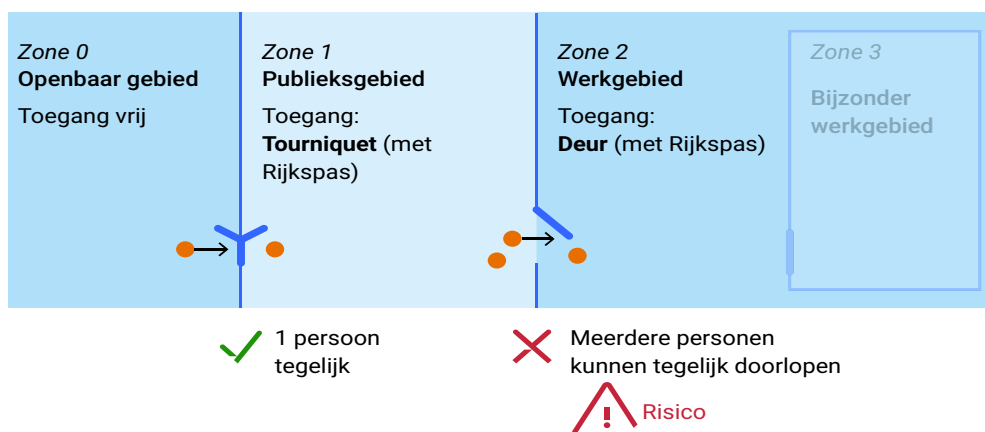 Zone 0
Openbaar gebied
Toegang vrij
Zone 1
Publieksgebied
Toegang:
Tourniquet (met
Rijkspas)
Zone 2
Werkgebied
Toegang:
Deur (met Rijkspas)
Zone 3
Bijzonder
werkgebied
1 persoon
tegelijk
Meerdere personen
kunnen tegelijk doorlopen
! Risico